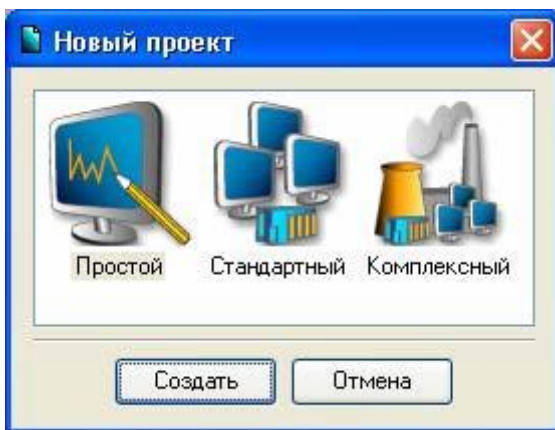 Новый проект
Простой Стандартный Комплексный
Создать Отмена